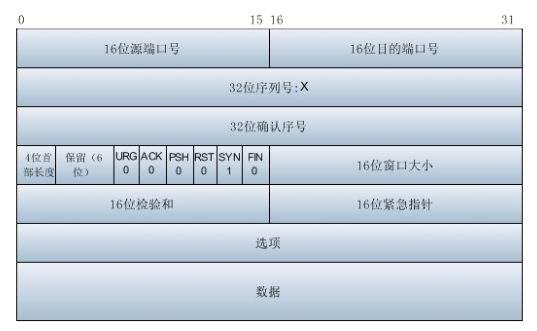 0 15 16 31
16位源端口号 16位目的端口号
32位序列号:X
32位确认序号
4位首部长度 保留（6位） URG 0 ACK 0 PSH 0 RST 0 SYN 1 FIN 0 16位窗口大小
16位检验和 16位紧急指针
选项
数据